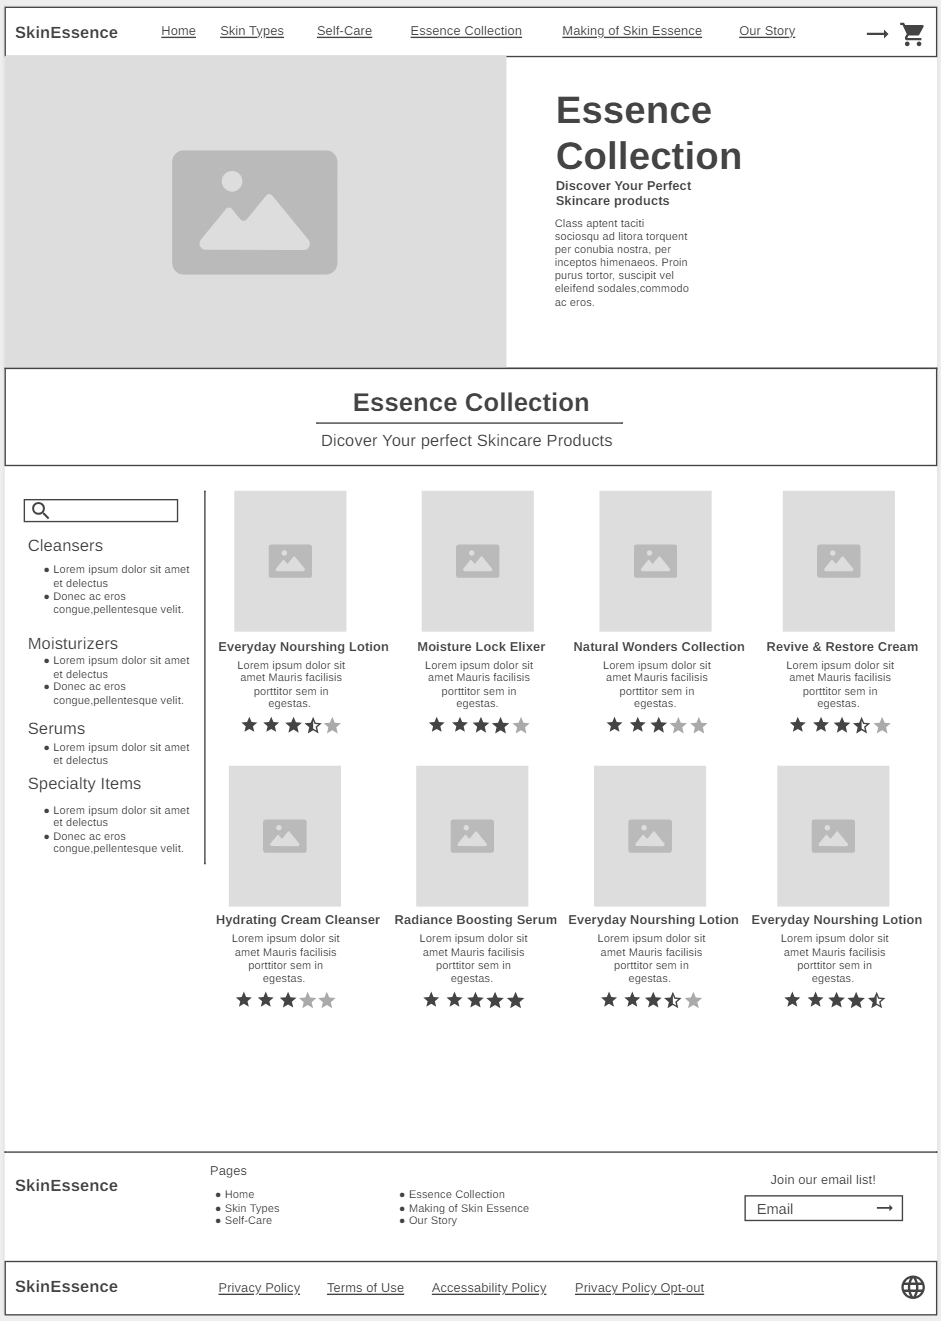 SkinEssence
Home Skin Types Self-Care Essence Collection Making of Skin Essence Our Story
Essence
Collection
Discover Your Perfect
Skincare products
Class aptent taciti
sociosqu ad litora torquent
per conubia nostra, per
inceptos himenaeos. Proin
purus tortor, suscipit vel
eleifend sodales,commodo
ac eros.
Essence Collection
Dicover Your perfect Skincare Products
Cleansers
● Lorem ipsum dolor sit amet
et delectus
● Donec ac eros
congue,pellentesque velit.
Moisturizers
● Lorem ipsum dolor sit amet
et delectus
● Donec ac eros
congue,pellentesque velit.
Serums
● Lorem ipsum dolor sit amet
et delectus
Specialty Items
● Lorem ipsum dolor sit amet
et delectus
● Donec ac eros
congue,pellentesque velit.
Everyday Nourshing Lotion
Lorem ipsum dolor sit
amet Mauris facilisis
porttitor sem in
egestas.
Moisture Lock Elixer
Lorem ipsum dolor sit
amet Mauris facilisis
porttitor sem in
egestas.
Natural Wonders Collection
Lorem ipsum dolor sit
amet Mauris facilisis
porttitor sem in
egestas.
Revive & Restore Cream
Lorem ipsum dolor sit
amet Mauris facilisis
porttitor sem in
egestas.
Hydrating Cream Cleanser
Lorem ipsum dolor sit
amet Mauris facilisis
porttitor sem in
egestas.
Radiance Boosting Serum
Lorem ipsum dolor sit
amet Mauris facilisis
porttitor sem in
egestas.
Everyday Nourshing Lotion
Lorem ipsum dolor sit
amet Mauris facilisis
porttitor sem in
egestas.
Everyday Nourshing Lotion
Lorem ipsum dolor sit
amet Mauris facilisis
porttitor sem in
egestas.
SkinEssence
Pages
● Home
● Skin Types
● Self-Care
● Essence Collection
● Making of Skin Essence
● Our Story
Join our email list!
Email
SkinEssence
Privacy Policy Terms of Use Accessability Policy Privacy Policy Opt-out